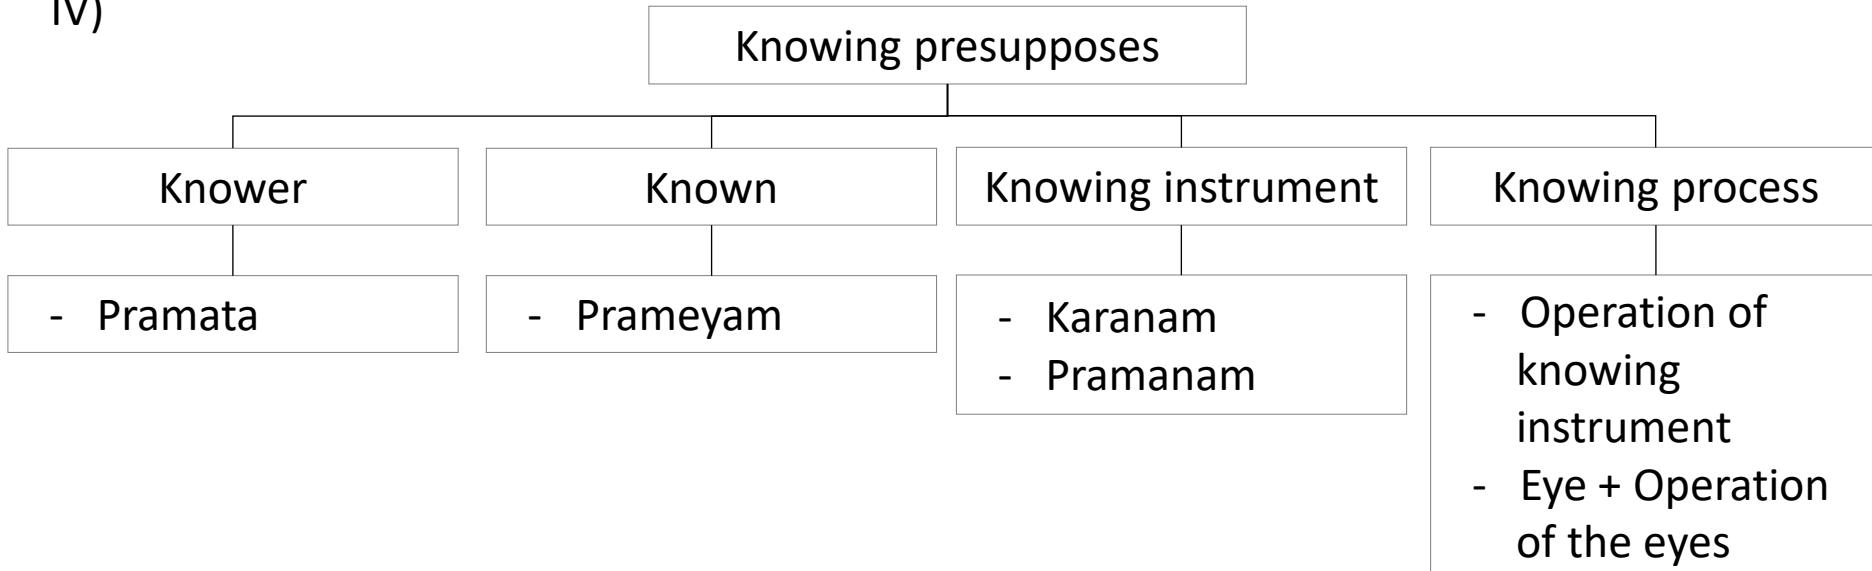 iv)
Knowing presupposes
Knower
Known
Knowing instrument
Knowing process
- Pramata
- Prameyam
- Karanam
- Pramanam
- Operation of
knowing
instrument
- Eye + Operation
of the eyes